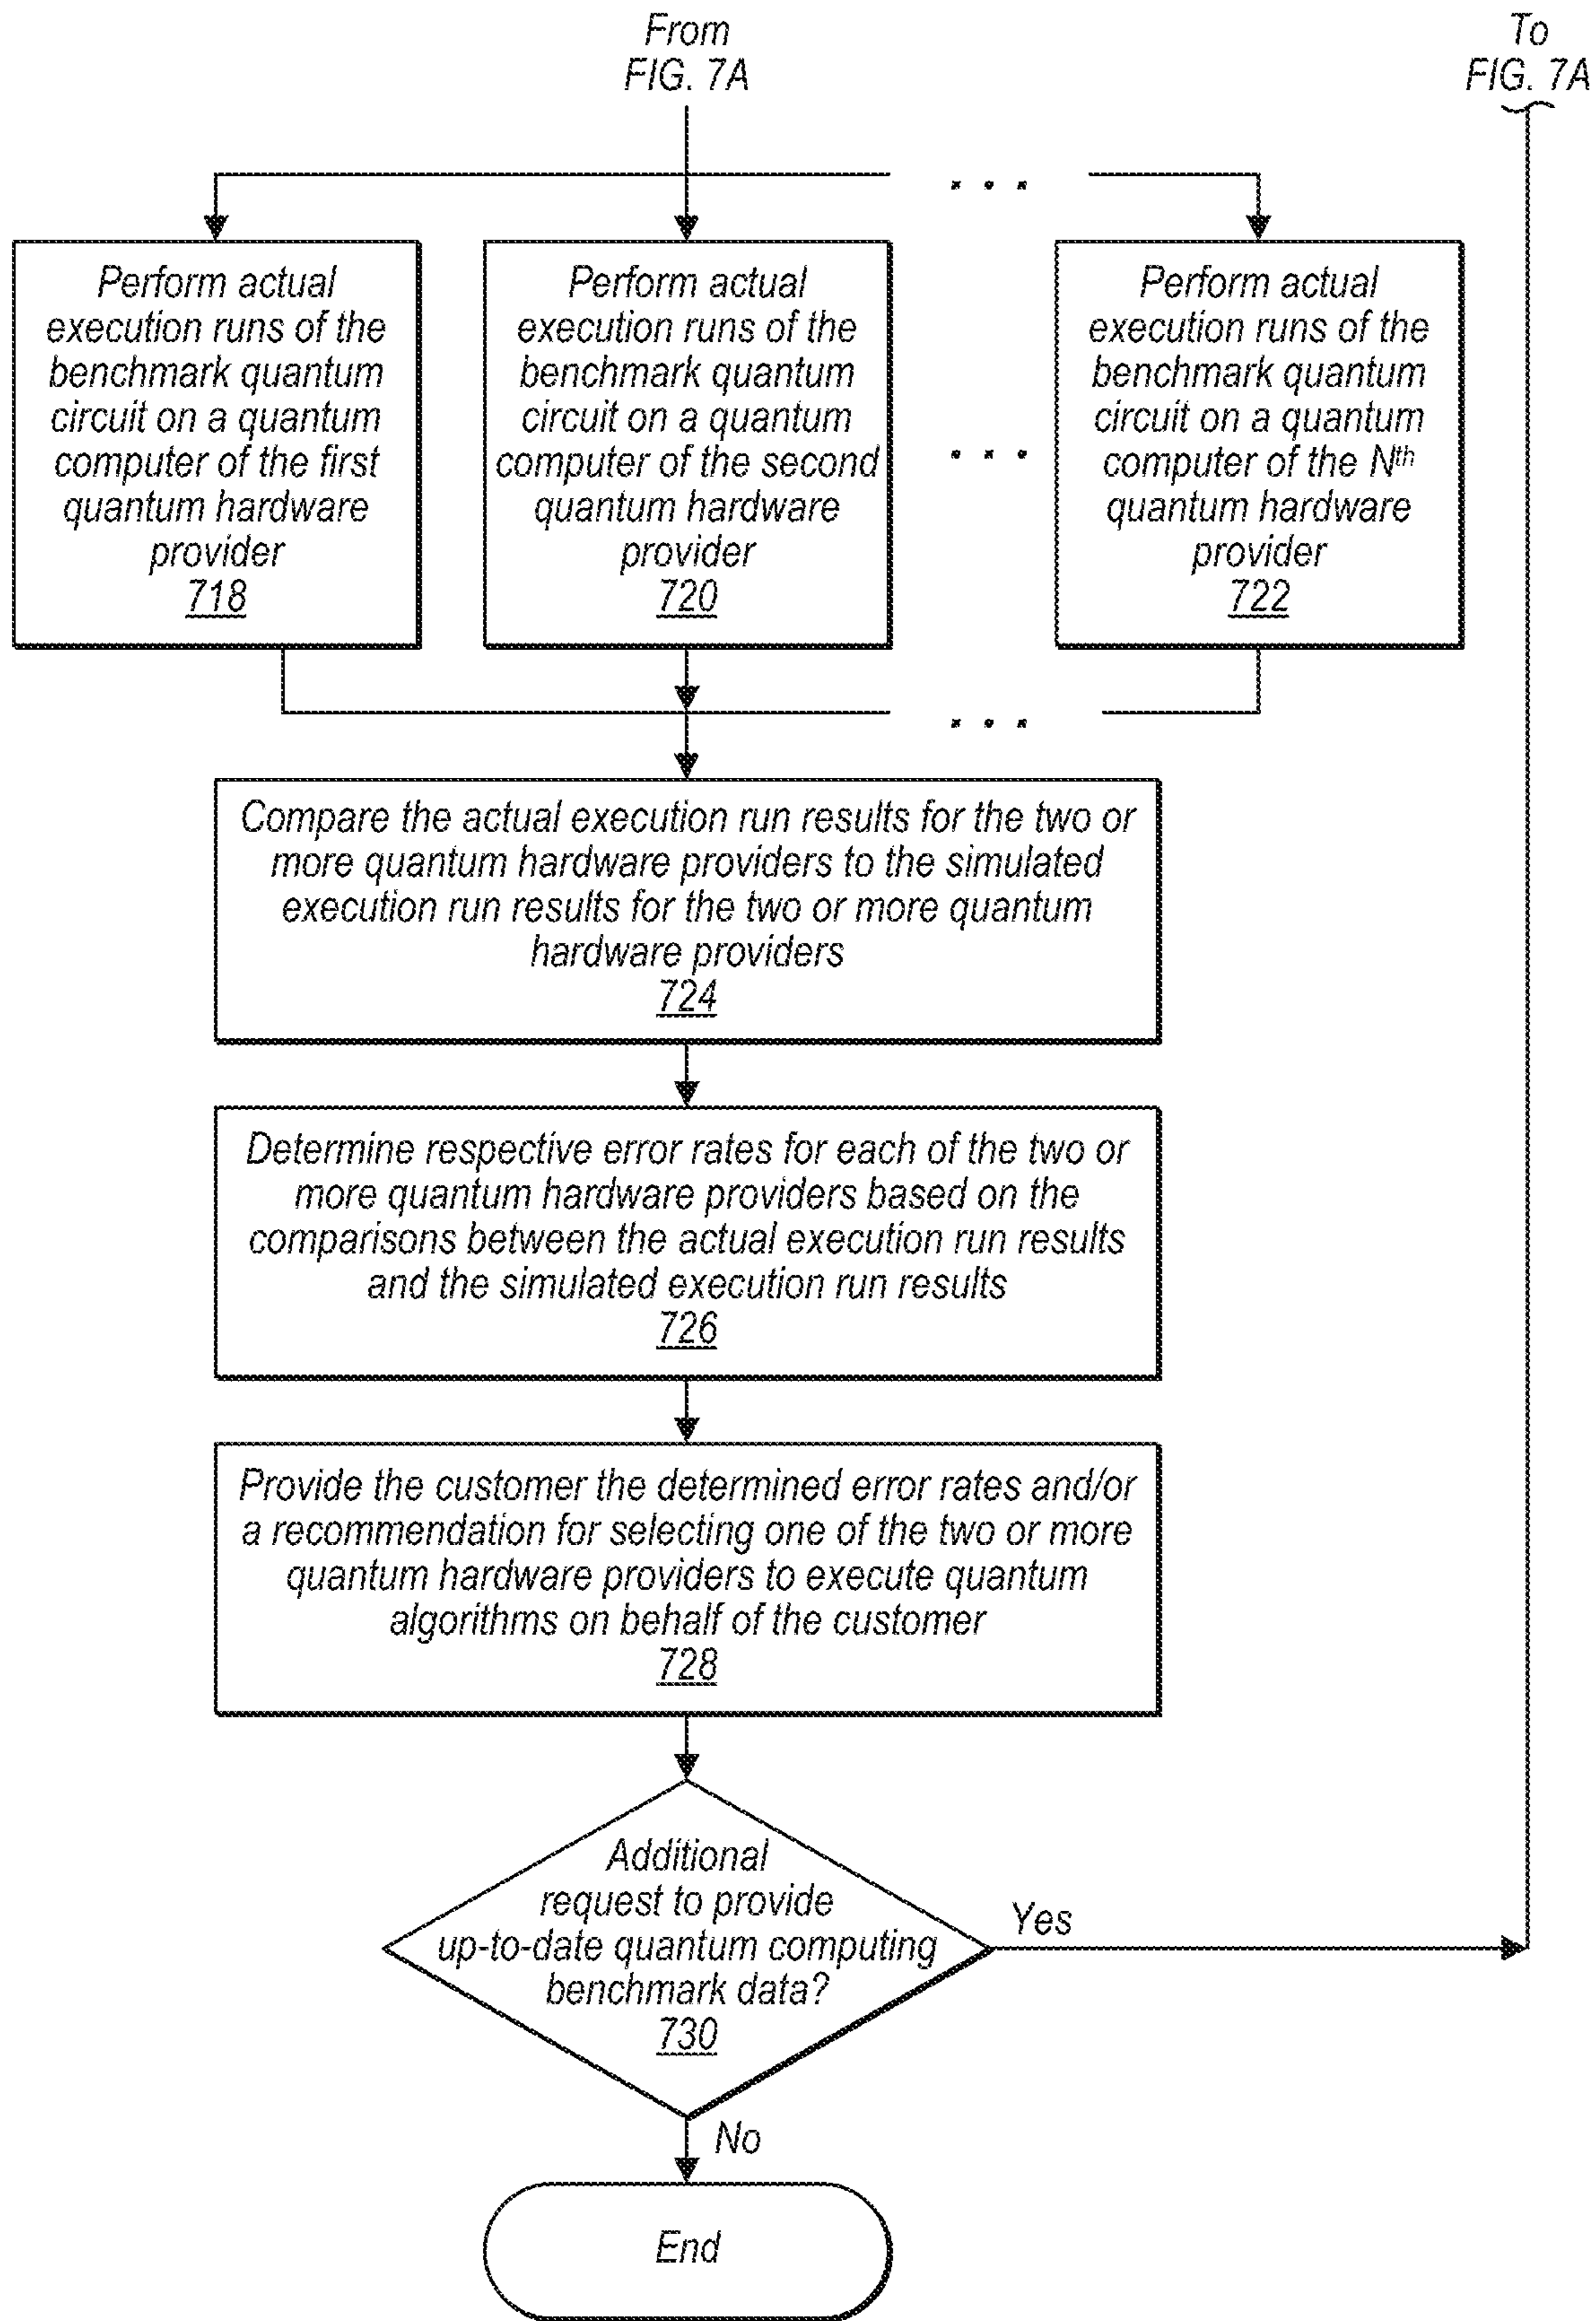 From
FIG. 7A
To
FIG. 7A
Perform actual
execution runs of the
benchmark quantum
circuit on a quantum
computer of the first
quantum hardware
provider
718
Perform actual
execution runs of the
benchmark quantum
circuit on a quantum
computer of the second
quantum hardware
provider
720
Perform actual
execution runs of the
benchmark quantum
circuit on a quantum
computer of the Nth
quantum hardware
provider
722
Compare the actual execution run results for the two or
more quantum hardware providers to the simulated
execution run results for the two or more quantum
hardware providers
724
Determine respective error rates for each of the two or
more quantum hardware providers based on the
comparisons between the actual execution run results
and the simulated execution run results
726
Provide the customer the determined error rates and/or
a recommendation for selecting one of the two or more
quantum hardware providers to execute quantum
algorithms on behalf of the customer
728
Additional
request to provide
up-to-date quantum computing
benchmark data?
730
Yes
No
End